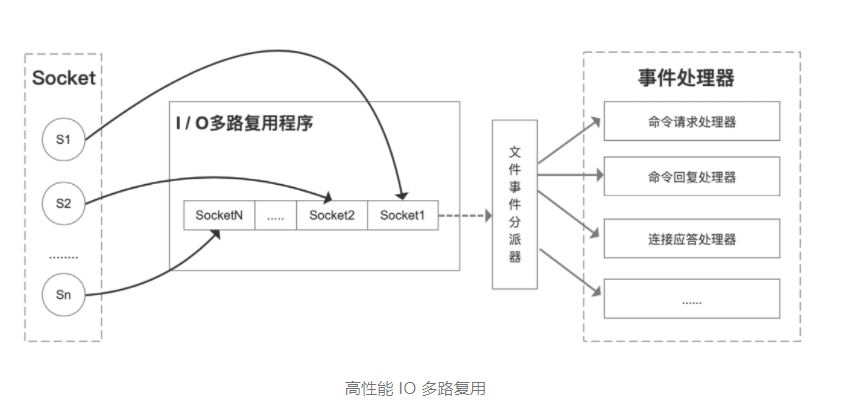 Socket
S1
S2
........
Sn
I / O多路复用程序
SocketN
.....
Socket2
Socket1
文
件
事
件
分
派
器
事件处理器
命令请求处理器
命令回复处理器
连接应答处理器
......
高性能 IO 多路复用